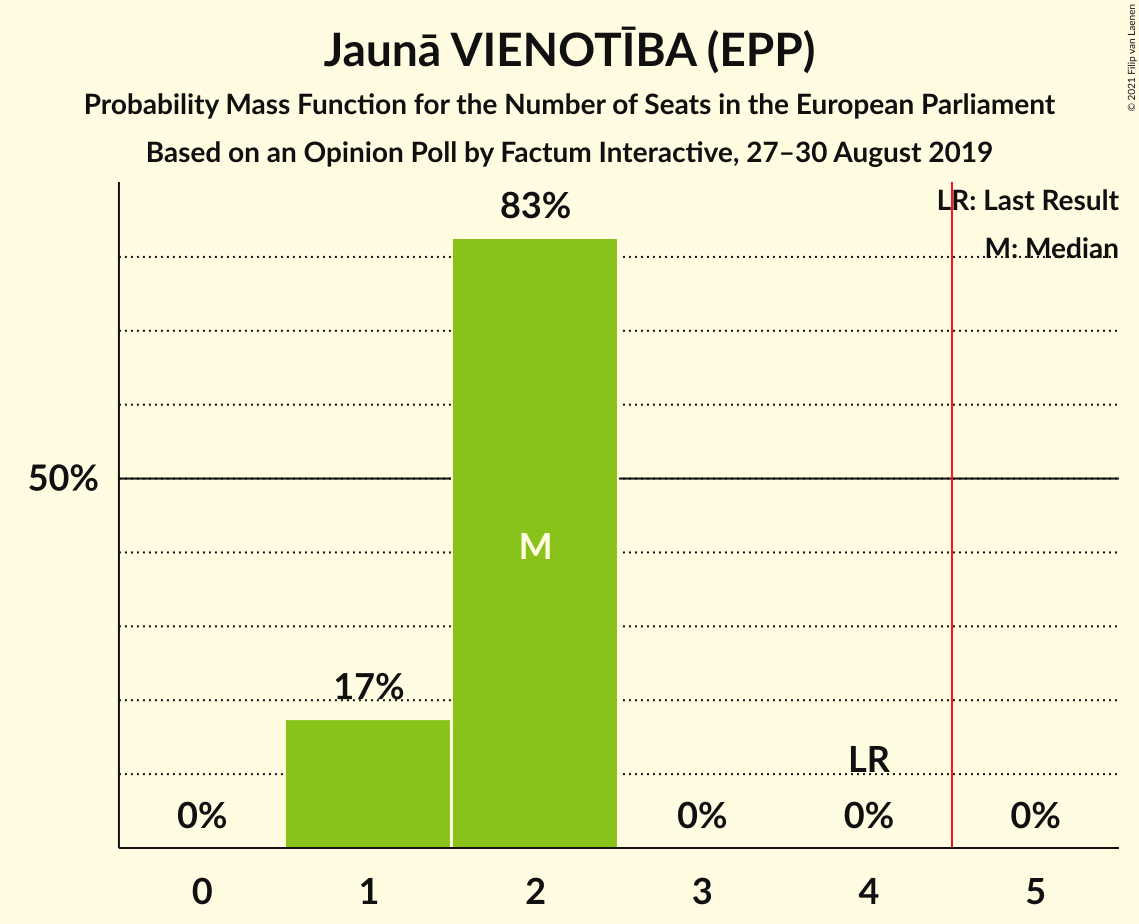 Jaunā VIENOTĪBA (EPP)
Probability Mass Function for the Number of Seats in the European Parliament
Based on an Opinion Poll by Factum Interactive, 27–30 August 2019
© 2021 Filip van Laenen
LR: Last Result
M: Median
83%
50%
M
17%
LR
0%
0%
0%
0%
0 1 2 3 4 5